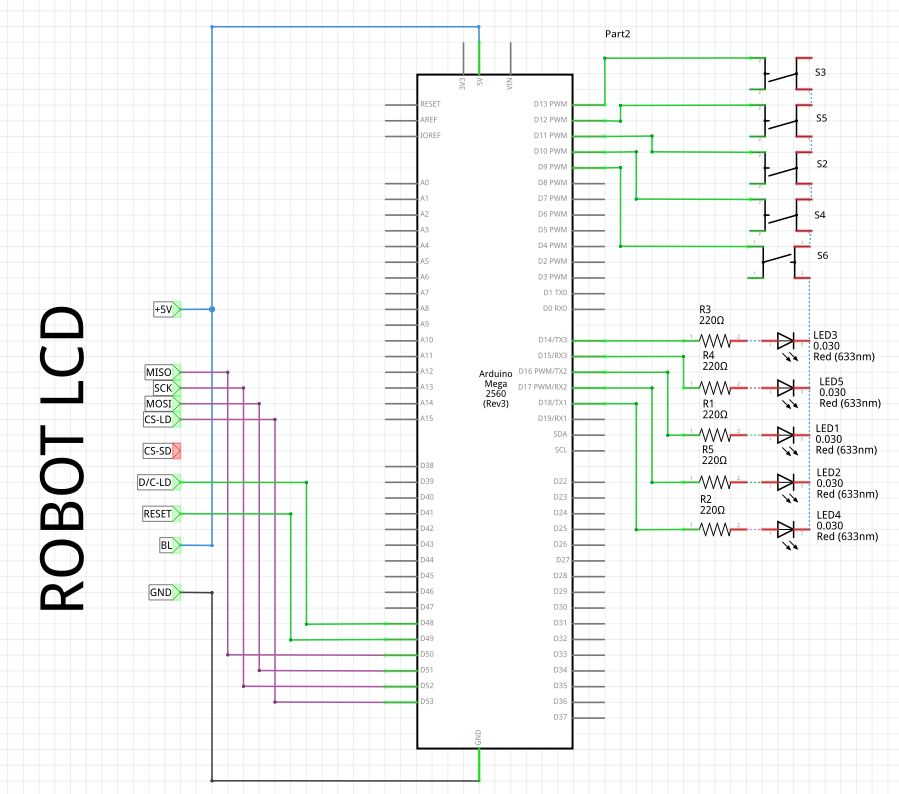 Part2
ROBOT LCD
+5V
MISO
SCK
MOSI
CS-LD
CS-SD
D/C-LD
RESET
BL
GND
3V3
5V
VIN
RESET
AREF
IOREF
A0
A1
A2
A3
A4
A5
A6
A7
A8
A9
A10
A11
A12
A13
A14
A15
D38
D39
D40
D41
D42
D43
D44
D45
D46
D47
D48
D49
D50
D51
D52
D53
Arduino
Mega
2560
(Rev3)
GND
D13 PWM
D12 PWM
D11 PWM
D10 PWM
D9 PWM
D8 PWM
D7 PWM
D6 PWM
D5 PWM
D4 PWM
D2 PWM
D3 PWM
D1 TX0
D0 RX0
D14/TX3
D15/RX3
D16 PWM/TX2
D17 PWM/RX2
D18/TX1
D19/RX1
SDA
SCL
D22
D23
D24
D25
D26
D27
D28
D29
D30
D31
D32
D33
D34
D35
D36
D37
S3
S5
S2
S4
S6
R3
220Ω
R4
220Ω
R1
220Ω
R5
220Ω
R2
220Ω
LED3
0.030
Red (633nm)
LED5
0.030
Red (633nm)
LED1
0.030
Red (633nm)
LED2
0.030
Red (633nm)
LED4
0.030
Red (633nm)